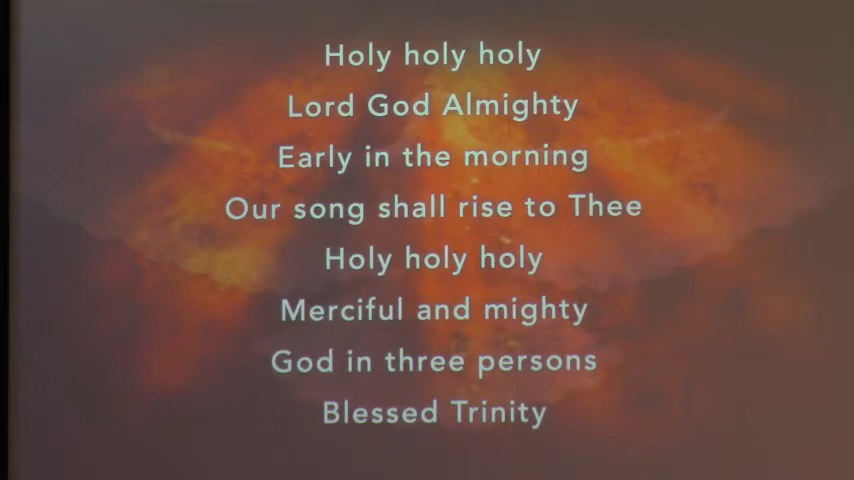 Holy holy holy
Lord God Almighty
Early in the morning
Our song shall rise to Thee
Holy holy holy
Merciful and mighty
God in three persons
Blessed Trinity